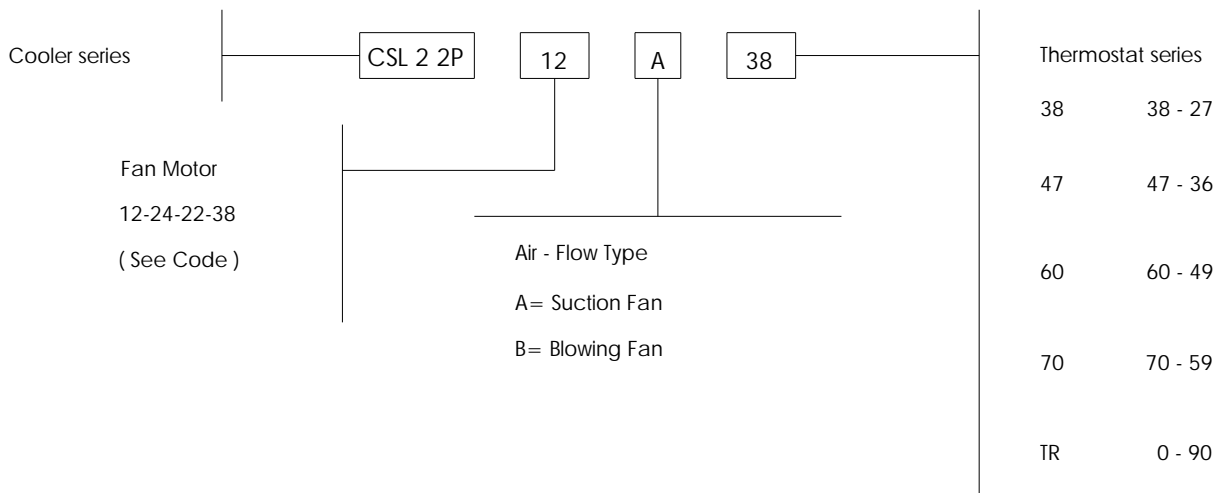 Cooler series
CSL 2 2P
12
A
38
Thermostat series
38 38 - 27
47 47 - 36
60 60 - 49
70 70 - 59
TR 0 - 90
Fan Motor
12-24-22-38
( See Code )
Air - Flow Type
A= Suction Fan
B= Blowing Fan